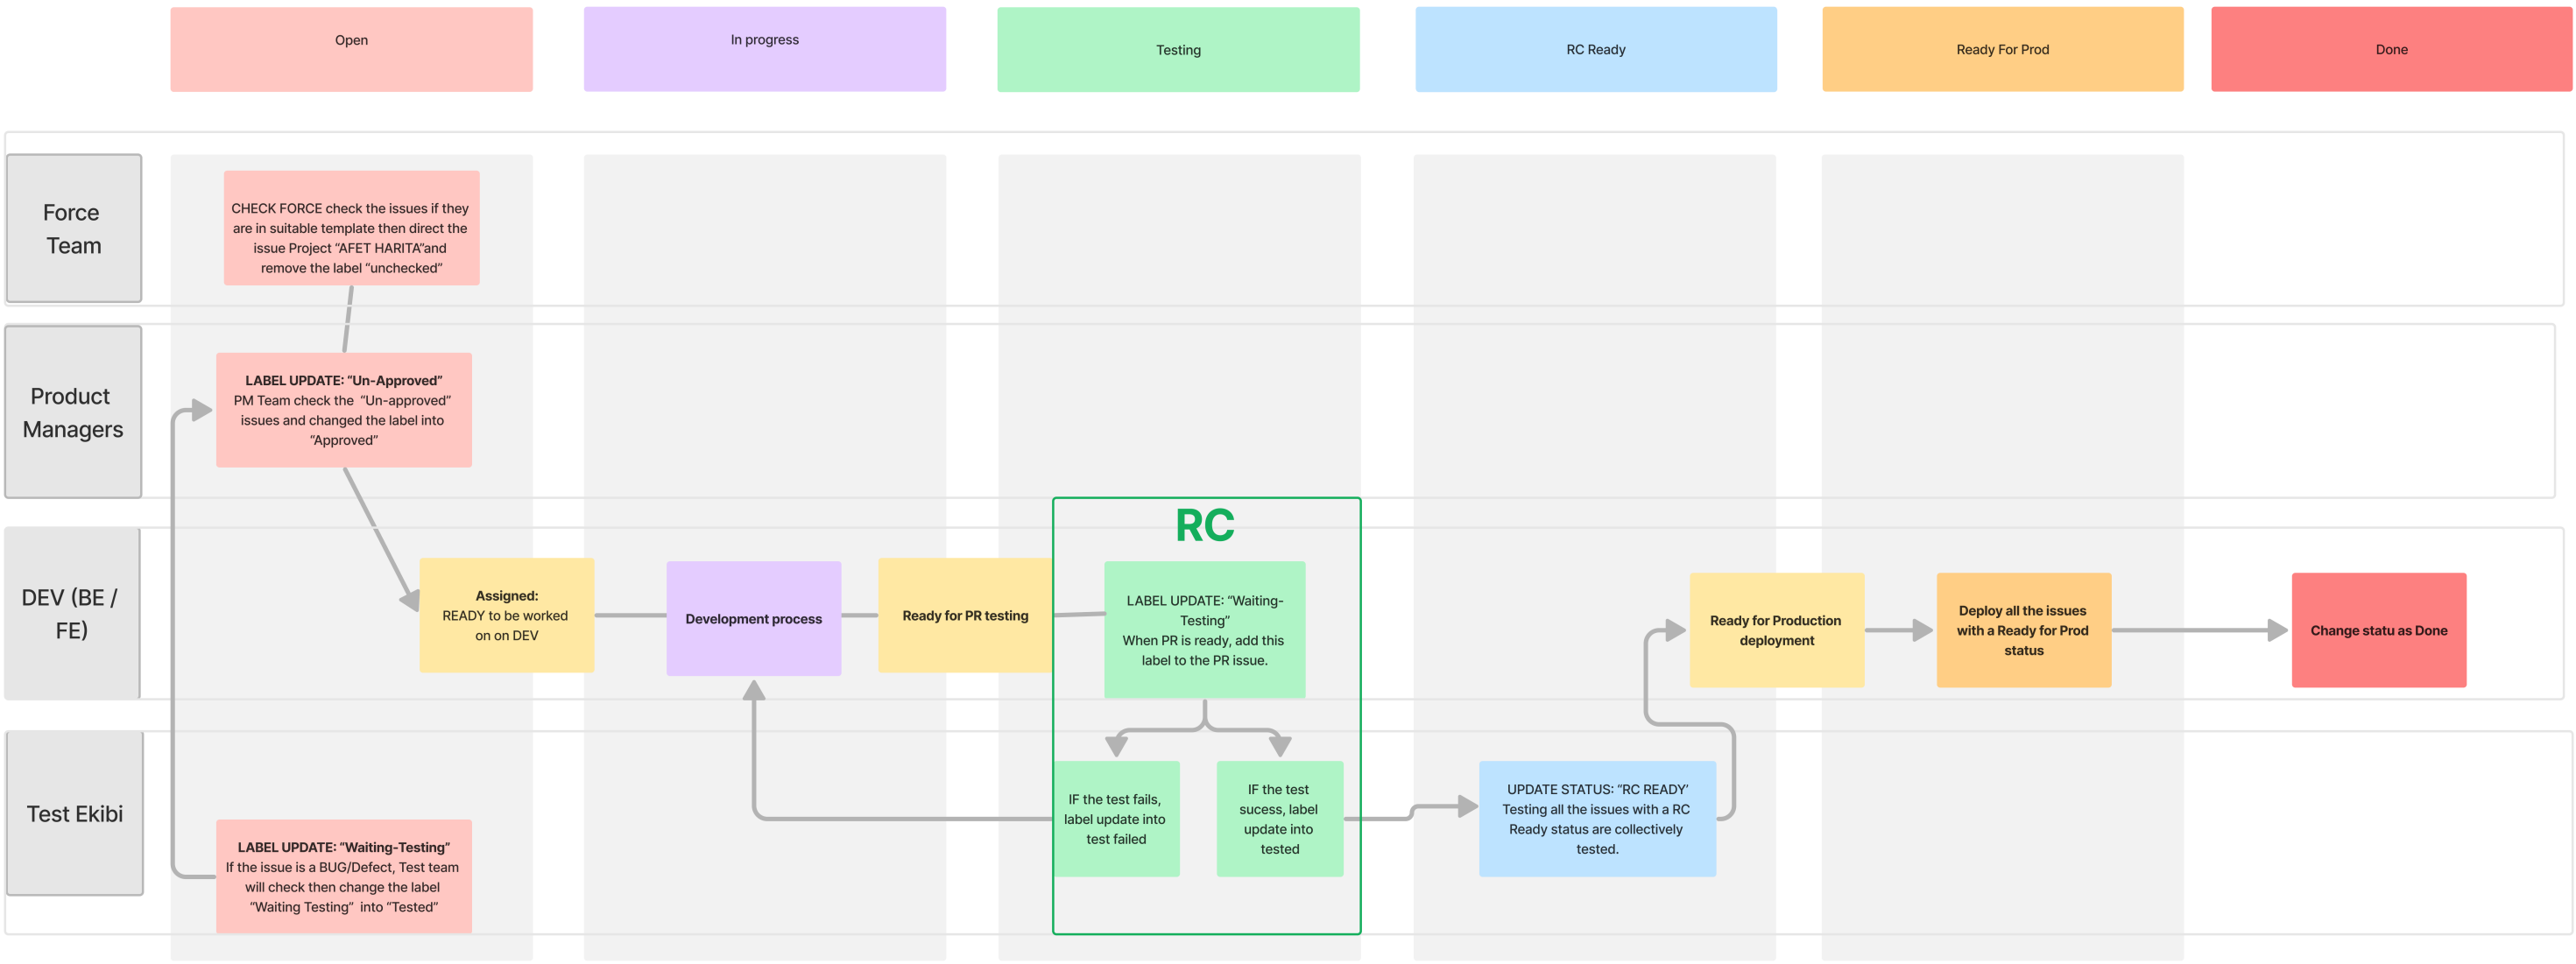 Open
In progress
Testing
RC Ready
Ready For Prod
Done
Force
Team
CHECK FORCE check the issues if they
are in suitable template then direct the
issue Project “AFET HARITA”and
remove the label “unchecked”
Product
Managers
LABEL UPDATE: “Un-Approved”
PM Team check the “Un-approved”
issues and changed the label into
“Approved”
DEV (BE /
FE)
Assigned:
READY to be worked
on on DEV
Development process
Ready for PR testing
RC
LABEL UPDATE: “Waiting-
Testing”
When PR is ready, add this
label to the PR issue.
Ready for Production
deployment
Deploy all the issues
with a Ready for Prod
status
Change statu as Done
Test Ekibi
LABEL UPDATE: “Waiting-Testing”
If the issue is a BUG/Defect, Test team
will check then change the label
“Waiting Testing” into “Tested”
IF the test fails,
label update into
test failed
IF the test
sucess, label
update into
tested
UPDATE STATUS: “RC READY’
Testing all the issues with a RC
Ready status are collectively
tested.